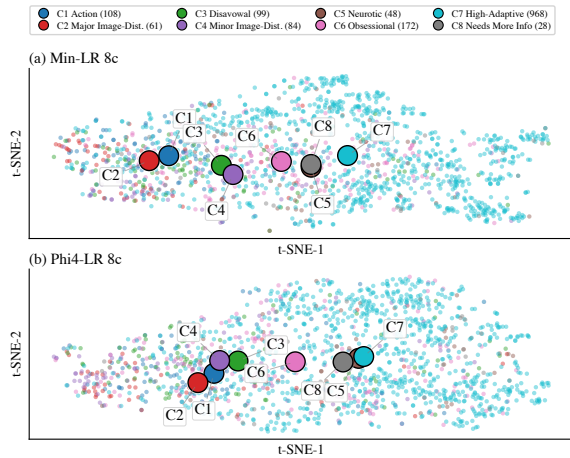 C1 Action (108) C3 Disavowal (99) C5 Neurotic (48) C7 High-Adaptive (968)
C2 Major Image-Dist. (61) C4 Minor Image-Dist. (84) C6 Obsessional (172) C8 Needs More Info (28)
(a) Min-LR 8c
t-SNE-2
C1
C3
C6
C8
C7
C2
C4
C5
t-SNE-1
(b) Phi4-LR 8c
t-SNE-2
C4
C3
C7
C6
C8 C5
C2 C1
t-SNE-1